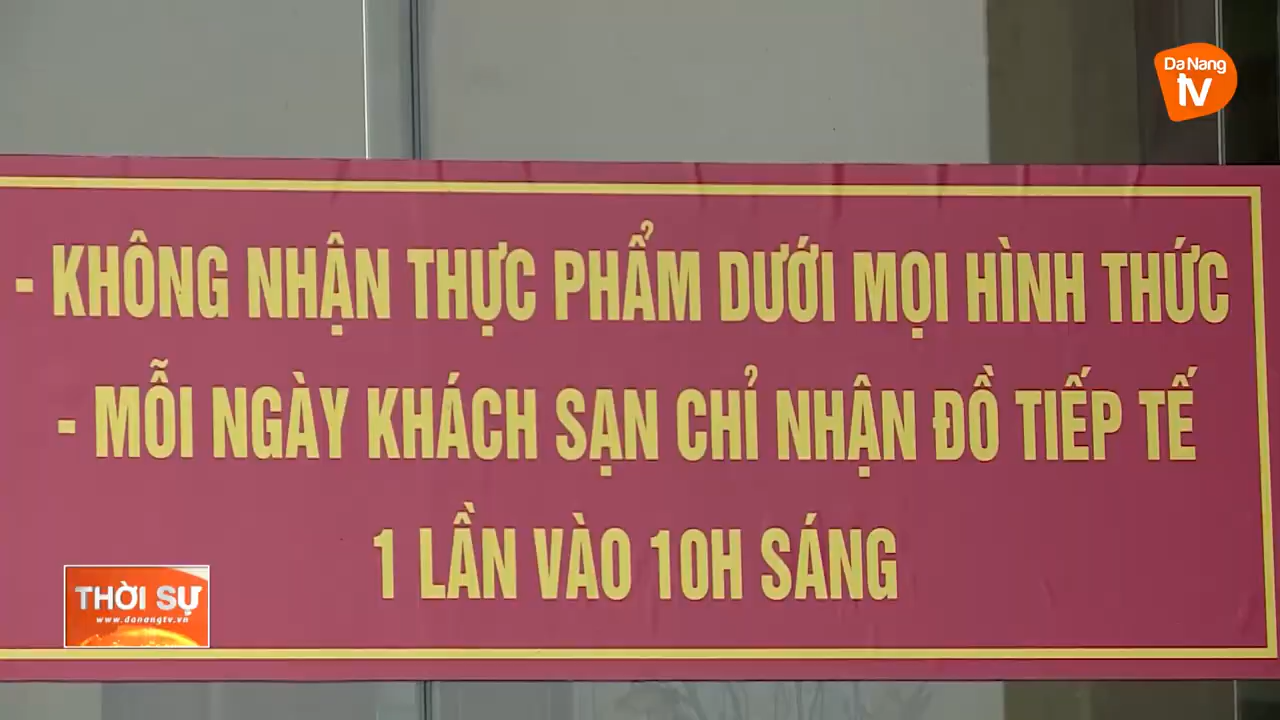 Da Nang
tv
- KHÔNG NHẬN THỰC PHẨM DƯỚI MỌI HÌNH THỨC
- MỖI NGÀY KHÁCH SẠN CHỈ NHẬN ĐỒ TIẾP TẾ
1 LẦN VÀO 10H SÁNG
THỜI SỰ
www.danangtv.vn